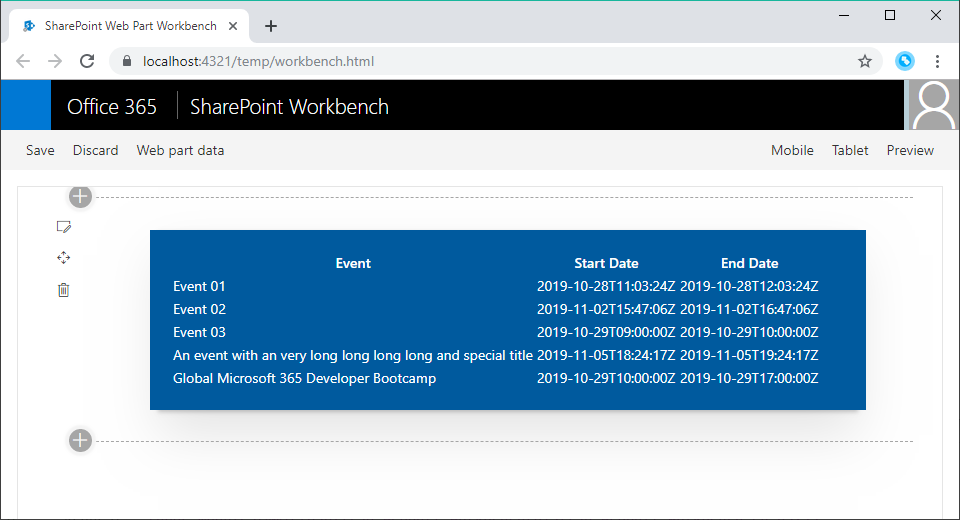 SharePoint Web Part Workbench
localhost:4321/temp/workbench.html
Office 365 SharePoint Workbench
Save Discard Web part data Mobile Tablet Preview
Event Start Date End Date
Event 01 2019-10-28T11:03:24Z 2019-10-28T12:03:24Z
Event 02 2019-11-02T15:47:06Z 2019-11-02T16:47:06Z
Event 03 2019-10-29T09:00:00Z 2019-10-29T10:00:00Z
An event with an very long long long long and special title 2019-11-05T18:24:17Z 2019-11-05T19:24:17Z
Global Microsoft 365 Developer Bootcamp 2019-10-29T10:00:00Z 2019-10-29T17:00:00Z